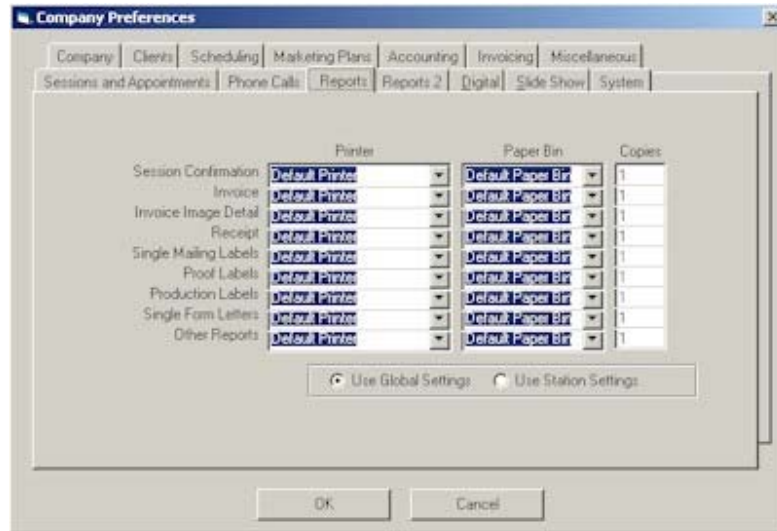 Company Preferences
Company Clients Scheduling Marketing Plans Accounting Invoicing Miscellaneous
Sessions and Appointments Phone Calls Reports Reports 2 Digital Slide Show System
Printer Paper Bin Copies
Session Confirmation Default Printer Default Paper Bin 1
Invoice Default Printer Default Paper Bin 1
Invoice Image Detail Default Printer Default Paper Bin 1
Receipt Default Printer Default Paper Bin 1
Single Mailing Labels Default Printer Default Paper Bin 1
Proof Labels Default Printer Default Paper Bin 1
Production Labels Default Printer Default Paper Bin 1
Single Form Letters Default Printer Default Paper Bin 1
Other Reports Default Printer Default Paper Bin 1
Use Global Settings Use Station Settings
OK Cancel